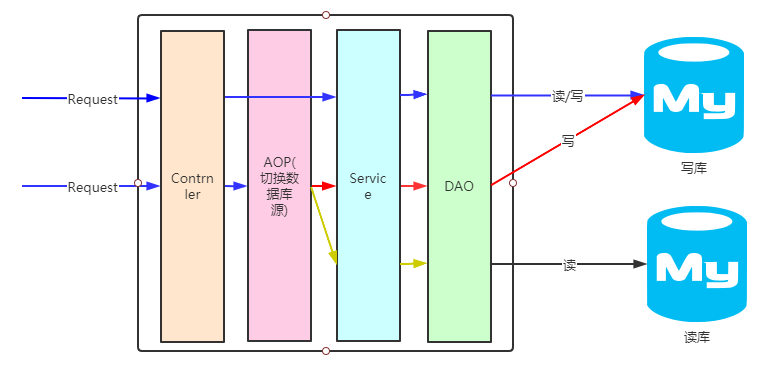 Request
读/写
My
写
写库
Request
Contrn
ler
AOP(
切换数
据库
源)
Servic
e
DAO
读
My
读库